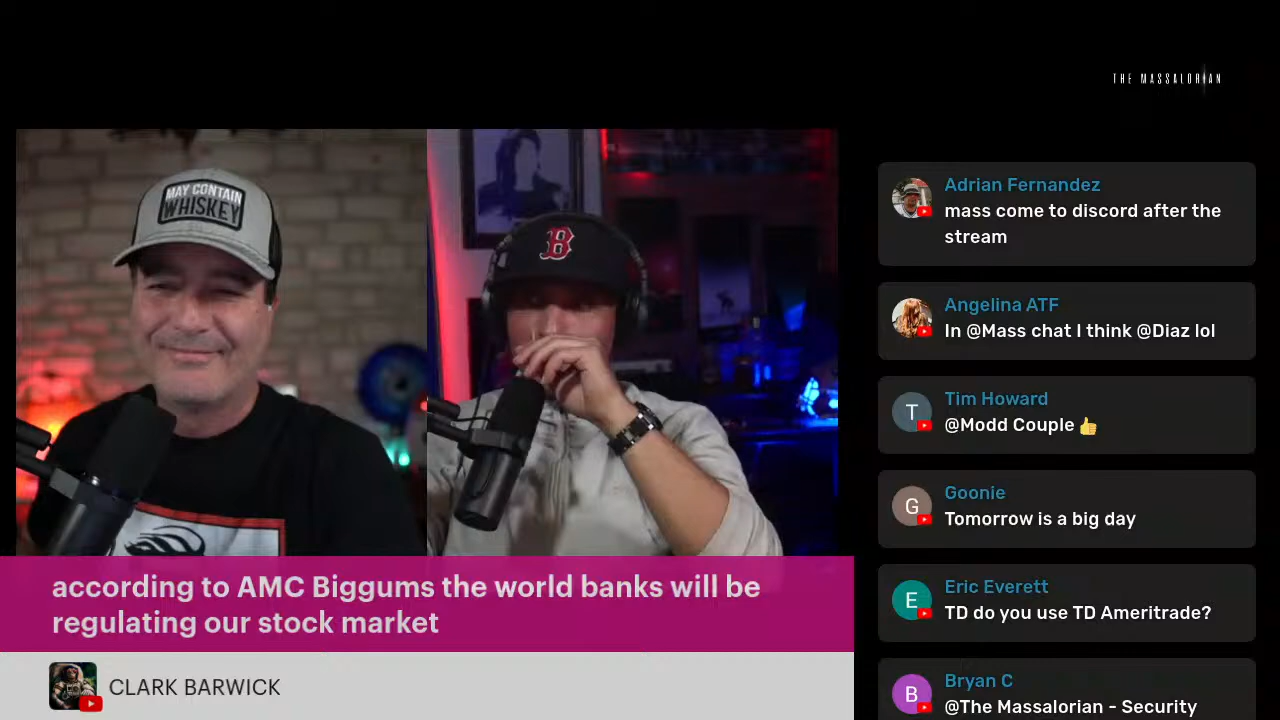 THE MASSALORIAN
MAY CONTAIN
WHISKEY
B
Adrian Fernandez
mass come to discord after the
stream
Angelina ATF
In @Mass chat I think @Diaz lol
T
Tim Howard
@Modd Couple 👍
G
Goonie
Tomorrow is a big day
E
Eric Everett
TD do you use TD Ameritrade?
B
Bryan C
@The Massalorian - Security
according to AMC Biggums the world banks will be
regulating our stock market
CLARK BARWICK